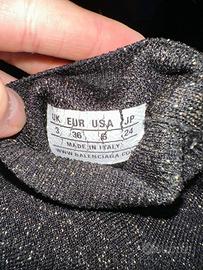 UK EUR USA JP
3 36 6 24
MADE IN ITALY
WWW.BALENCIAGA.COM